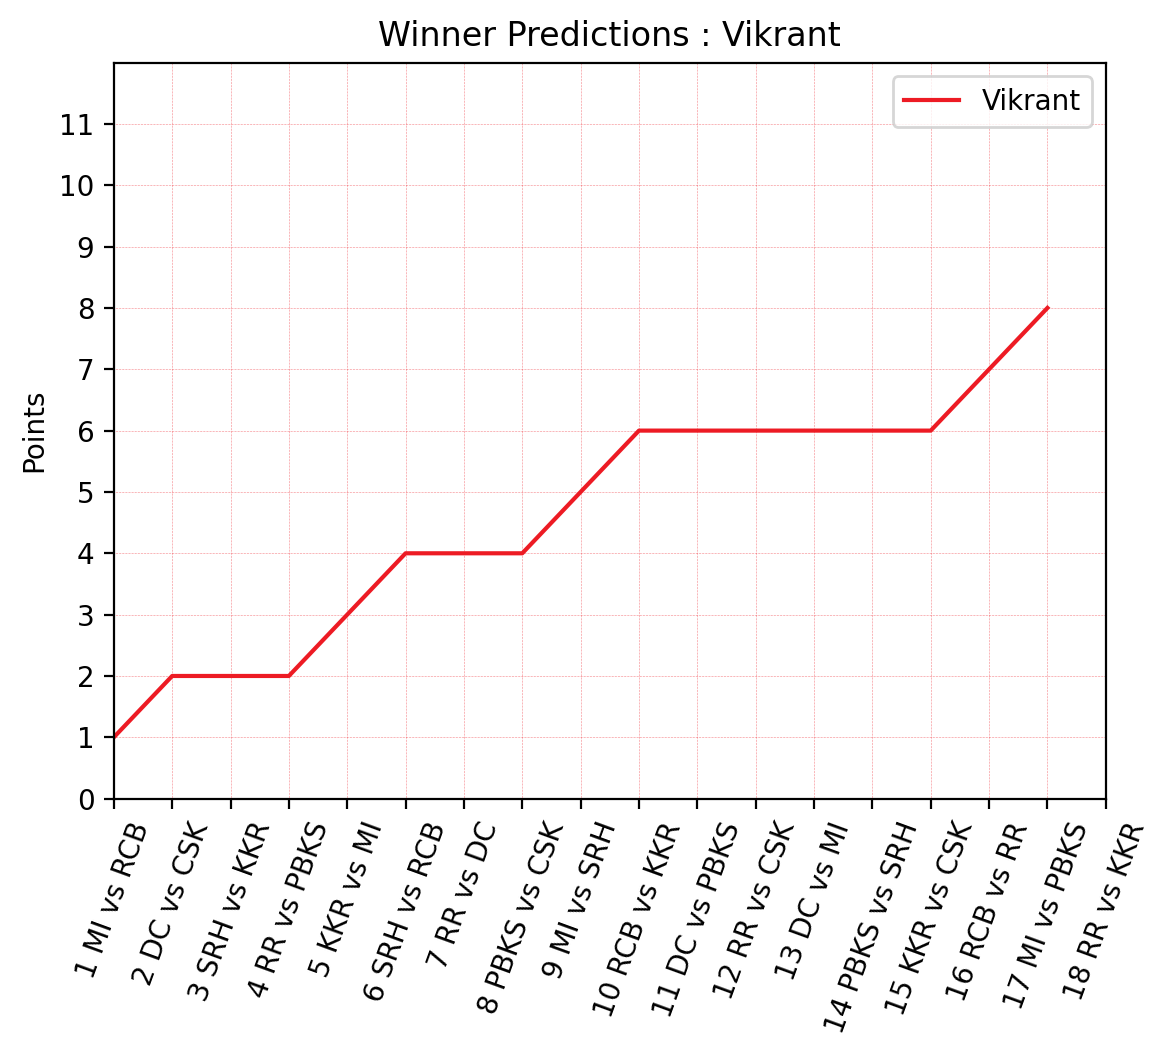 Winner Predictions : Vikrant
Vikrant
Points
11
10
9
8
7
6
5
4
3
2
1
0
1 MI vs RCB
2 DC vs CSK
3 SRH vs KKR
4 RR vs PBKS
5 KKR vs MI
6 SRH vs RCB
7 RR vs DC
8 PBKS vs CSK
9 MI vs SRH
10 RCB vs KKR
11 DC vs PBKS
12 RR vs CSK
13 DC vs MI
14 PBKS vs SRH
15 KKR vs CSK
16 RCB vs RR
17 MI vs PBKS
18 RR vs KKR